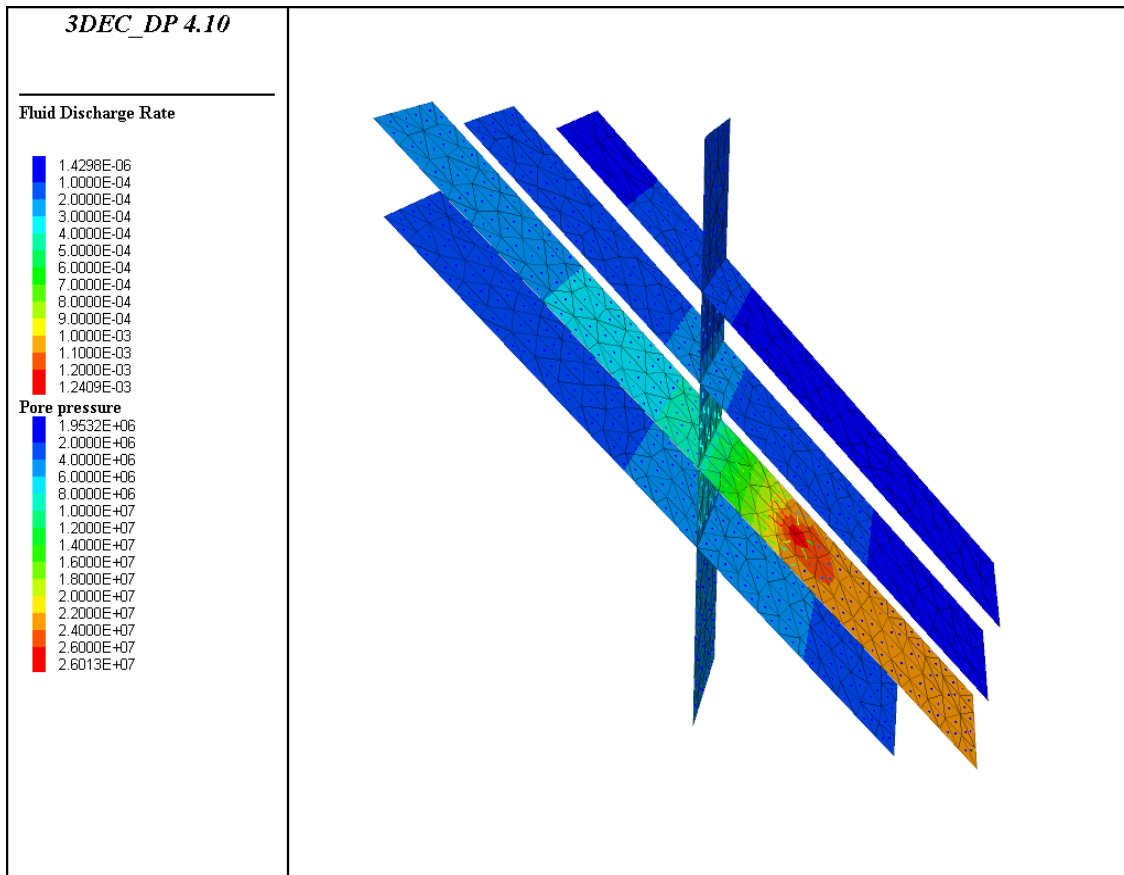 3DEC_DP 4.10
Fluid Discharge Rate
1.4298E-06
1.0000E-04
2.0000E-04
3.0000E-04
4.0000E-04
5.0000E-04
6.0000E-04
7.0000E-04
8.0000E-04
9.0000E-04
1.0000E-03
1.1000E-03
1.2000E-03
1.2409E-03
Pore pressure
1.9532E+06
2.0000E+06
4.0000E+06
6.0000E+06
8.0000E+06
1.0000E+07
1.2000E+07
1.4000E+07
1.6000E+07
1.8000E+07
2.0000E+07
2.2000E+07
2.4000E+07
2.6000E+07
2.6013E+07